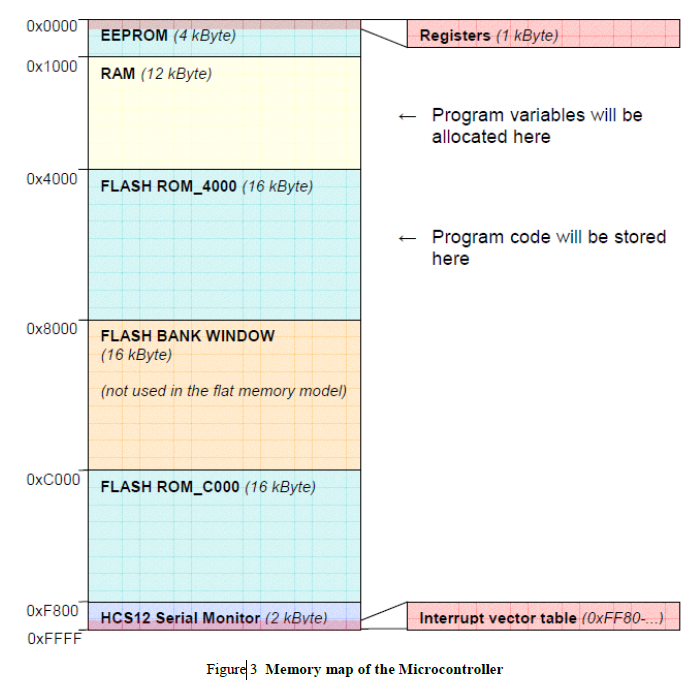 0x0000
EEPROM (4 kByte)
Registers (1 kByte)
0x1000
RAM (12 kByte)
← Program variables will be
allocated here
0x4000
FLASH ROM_4000 (16 kByte)
← Program code will be stored
here
0x8000
FLASH BANK WINDOW
(16 kByte)
(not used in the flat memory model)
0xC000
FLASH ROM_C000 (16 kByte)
0xF800
HCS12 Serial Monitor (2 kByte)
Interrupt vector table (0xFF80-...)
0xFFFF
Figure 3 Memory map of the Microcontroller